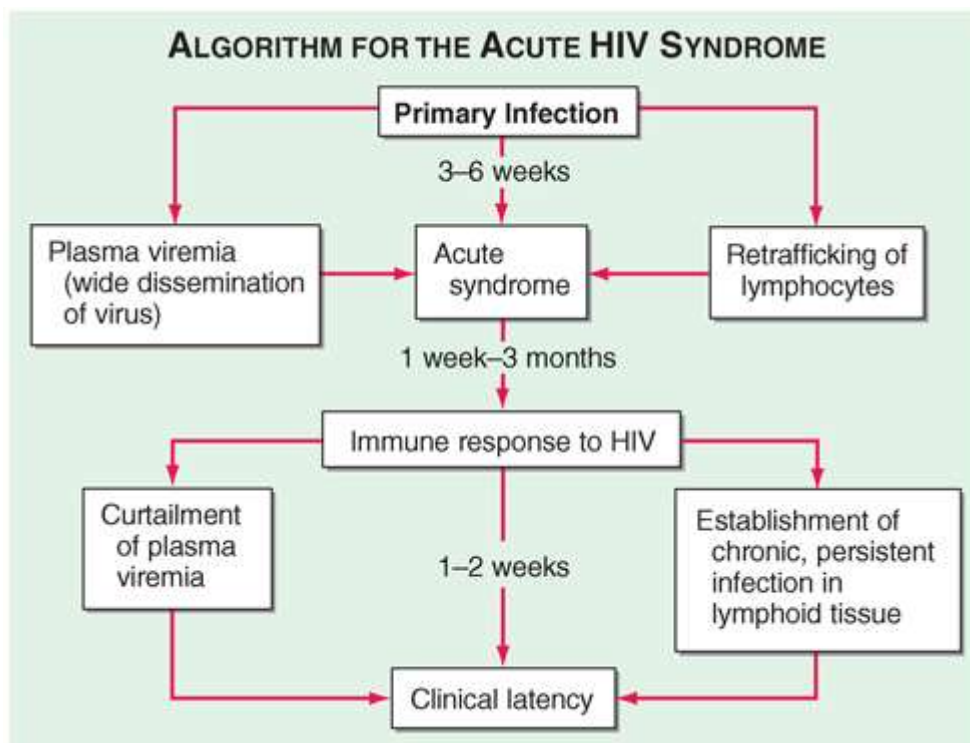 ALGORITHM FOR THE ACUTE HIV SYNDROME
Primary Infection
3–6 weeks
Plasma viremia
(wide dissemination
of virus)
Acute
syndrome
Retrafficking of
lymphocytes
1 week–3 months
Immune response to HIV
Curtailment
of plasma
viremia
1–2 weeks
Establishment of
chronic, persistent
infection in
lymphoid tissue
Clinical latency